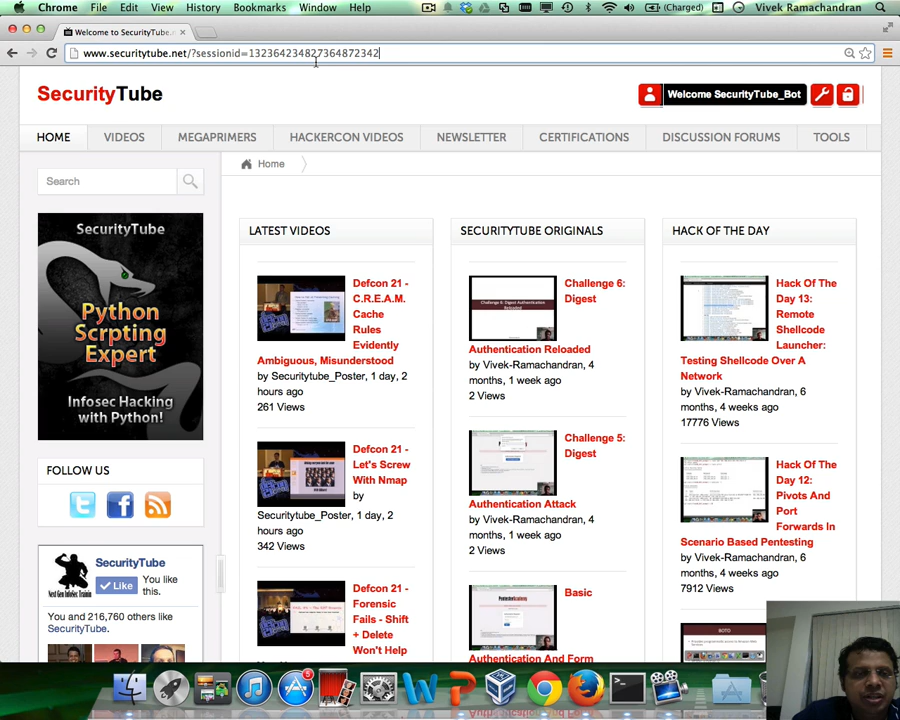 Chrome File Edit View History Bookmarks Window Help (Charged) Vivek Ramachandran
Welcome to SecurityTube.n
www.securitytube.net/?sessionid=132364234827364872342
SecurityTube
Welcome SecurityTube_Bot
HOME VIDEOS MEGAPRIMERS HACKERCON VIDEOS NEWSLETTER CERTIFICATIONS DISCUSSION FORUMS TOOLS
Home
Search
SecurityTube
Python
Scrpting
Expert
Infosec Hacking
with Python!
FOLLOW US
SecurityTube
Like
You like
this.
You and 216,760 others like
SecurityTube.
LATEST VIDEOS
Defcon 21 -
C.R.E.A.M.
Cache
Rules
Evidently
Ambiguous, Misunderstood
by Securitytube_Poster, 1 day, 2
hours ago
261 Views
Defcon 21 -
Let's Screw
With Nmap
by
Securitytube_Poster, 1 day, 2
hours ago
342 Views
Defcon 21 -
Forensic
Fails - Shift
+ Delete
Won't Help
SECURITYTUBE ORIGINALS
Challenge 6:
Digest
Authentication Reloaded
by Vivek-Ramachandran, 4
months, 1 week ago
2 Views
Challenge 5:
Digest
Authentication Attack
by Vivek-Ramachandran, 4
months, 1 week ago
2 Views
Basic
Authentication And Form
HACK OF THE DAY
Hack Of The
Day 13:
Remote
Shellcode
Launcher:
Testing Shellcode Over A
Network
by Vivek-Ramachandran, 6
months, 4 weeks ago
17776 Views
Hack Of The
Day 12:
Pivots And
Port
Forwards In
Scenario Based Pentesting
by Vivek-Ramachandran, 6
months, 4 weeks ago
7912 Views